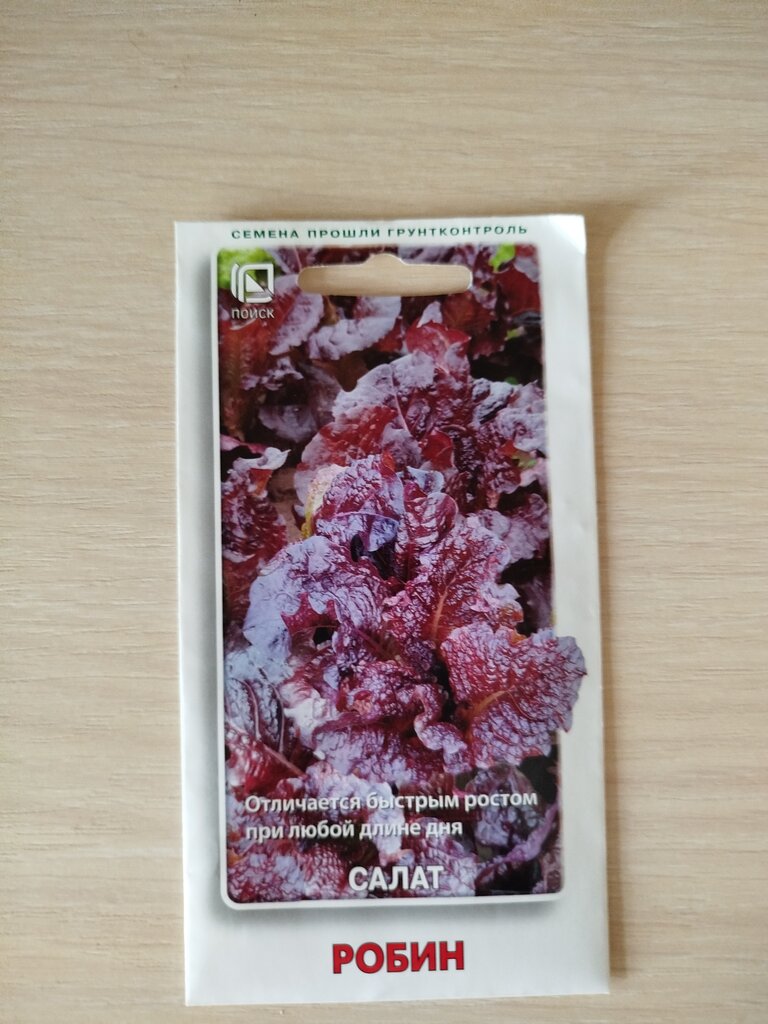 СЕМЕНА ПРОШЛИ ГРУНТКОНТРОЛЬ
ПОИСК
Отличается быстрым ростом
при любой длине дня
САЛАТ
РОБИН